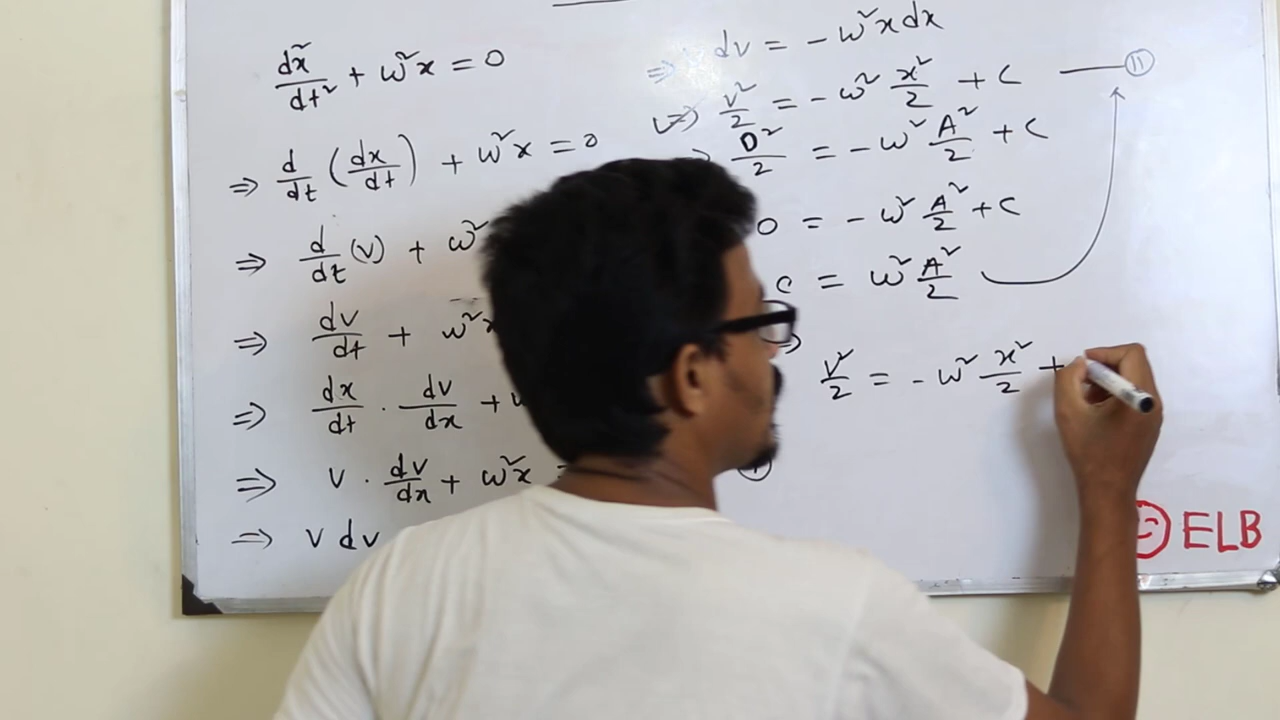 d²x/dt² + ω²x = 0
⇒ d/dt (dx/dt) + ω²x = 0
⇒ d/dt (v) + ω²
⇒ dv/dt + ω²x
⇒ dx/dt · dv/dx +
⇒ v · dv/dx + ω²x
⇒ v dv
⇒ dv = - ω²x dx
⇒ v²/2 = - ω² x²/2 + C — (II)
0²/2 = - ω² A²/2 + C
0 = - ω² A²/2 + C
C = ω² A²/2
v²/2 = - ω² x²/2 +
ELB